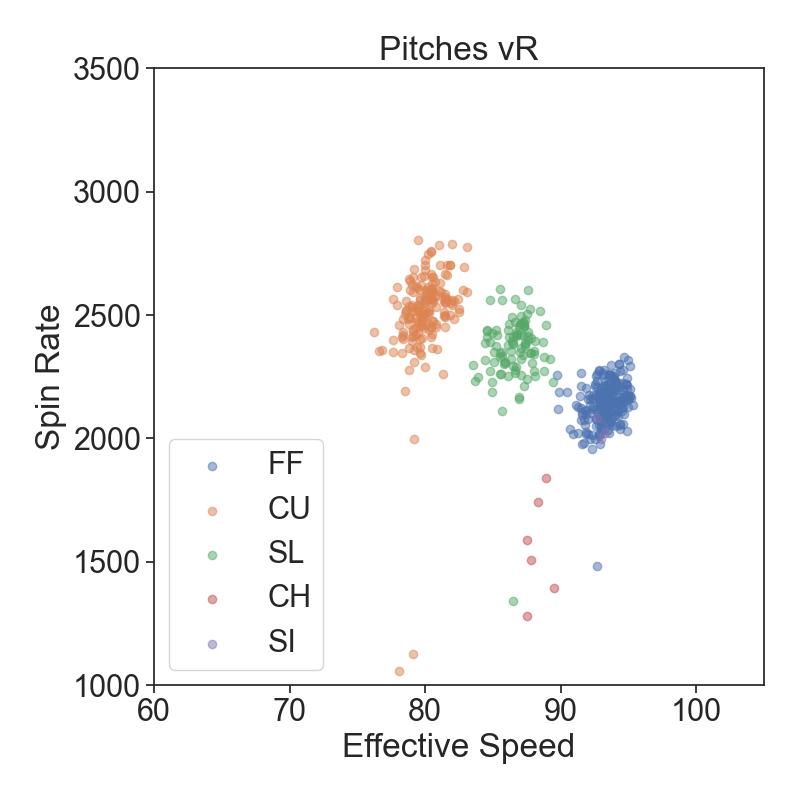 Pitches vR
3500
3000
2500
2000
1500
1000
Spin Rate
FF
CU
SL
CH
SI
60 70 80 90 100
Effective Speed